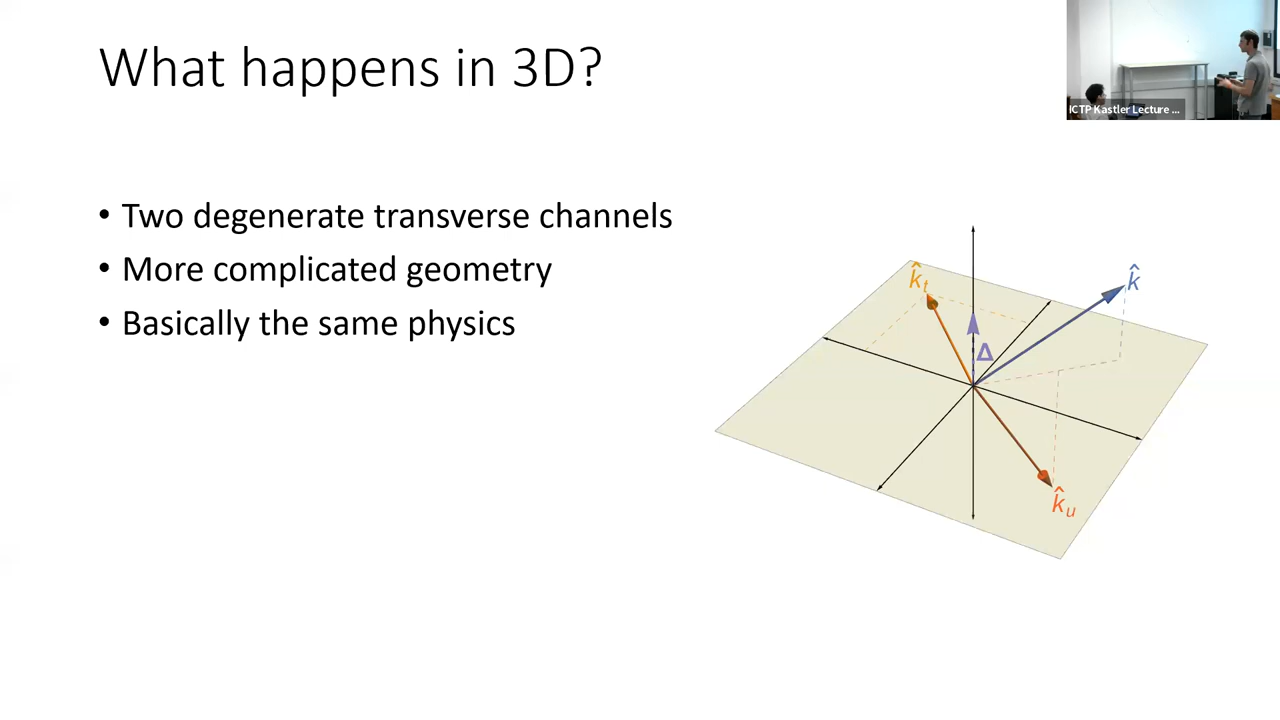 What happens in 3D?
ICTP Kastler Lecture ...
• Two degenerate transverse channels
• More complicated geometry
• Basically the same physics
k̂t
k̂
Δ
k̂u